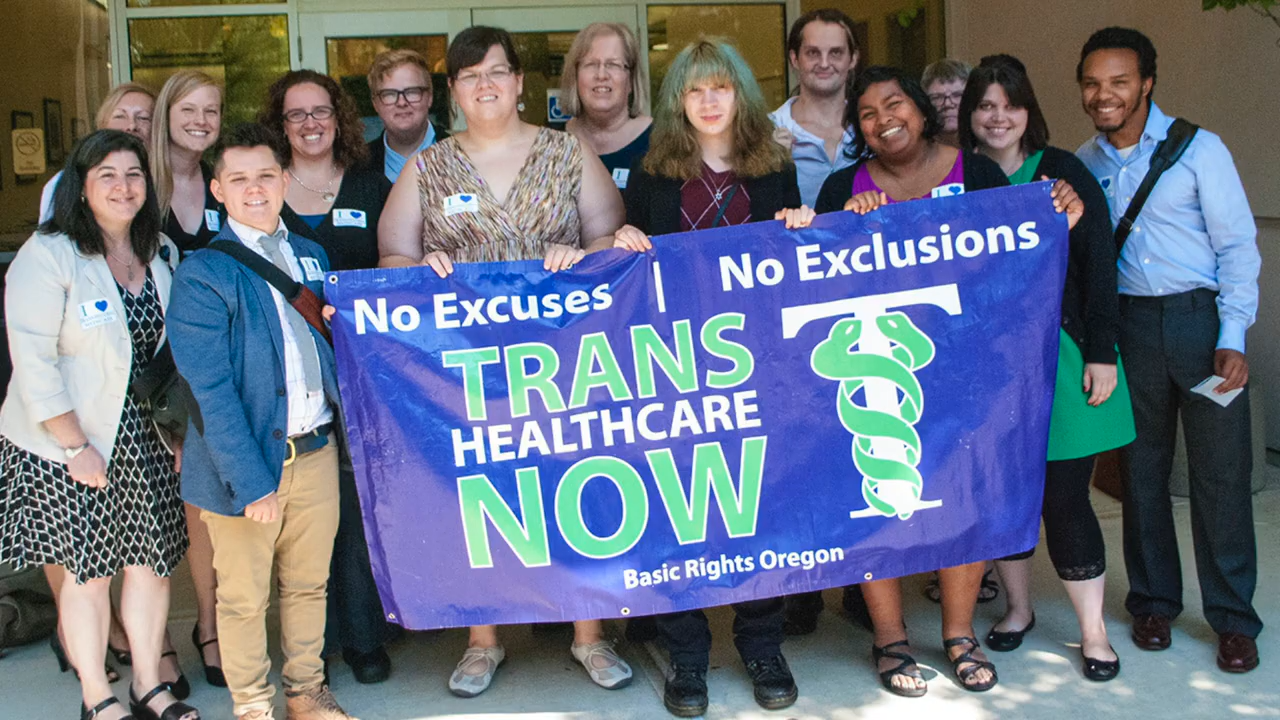 No Excuses | No Exclusions
TRANS
HEALTHCARE
NOW
T
Basic Rights Oregon
I